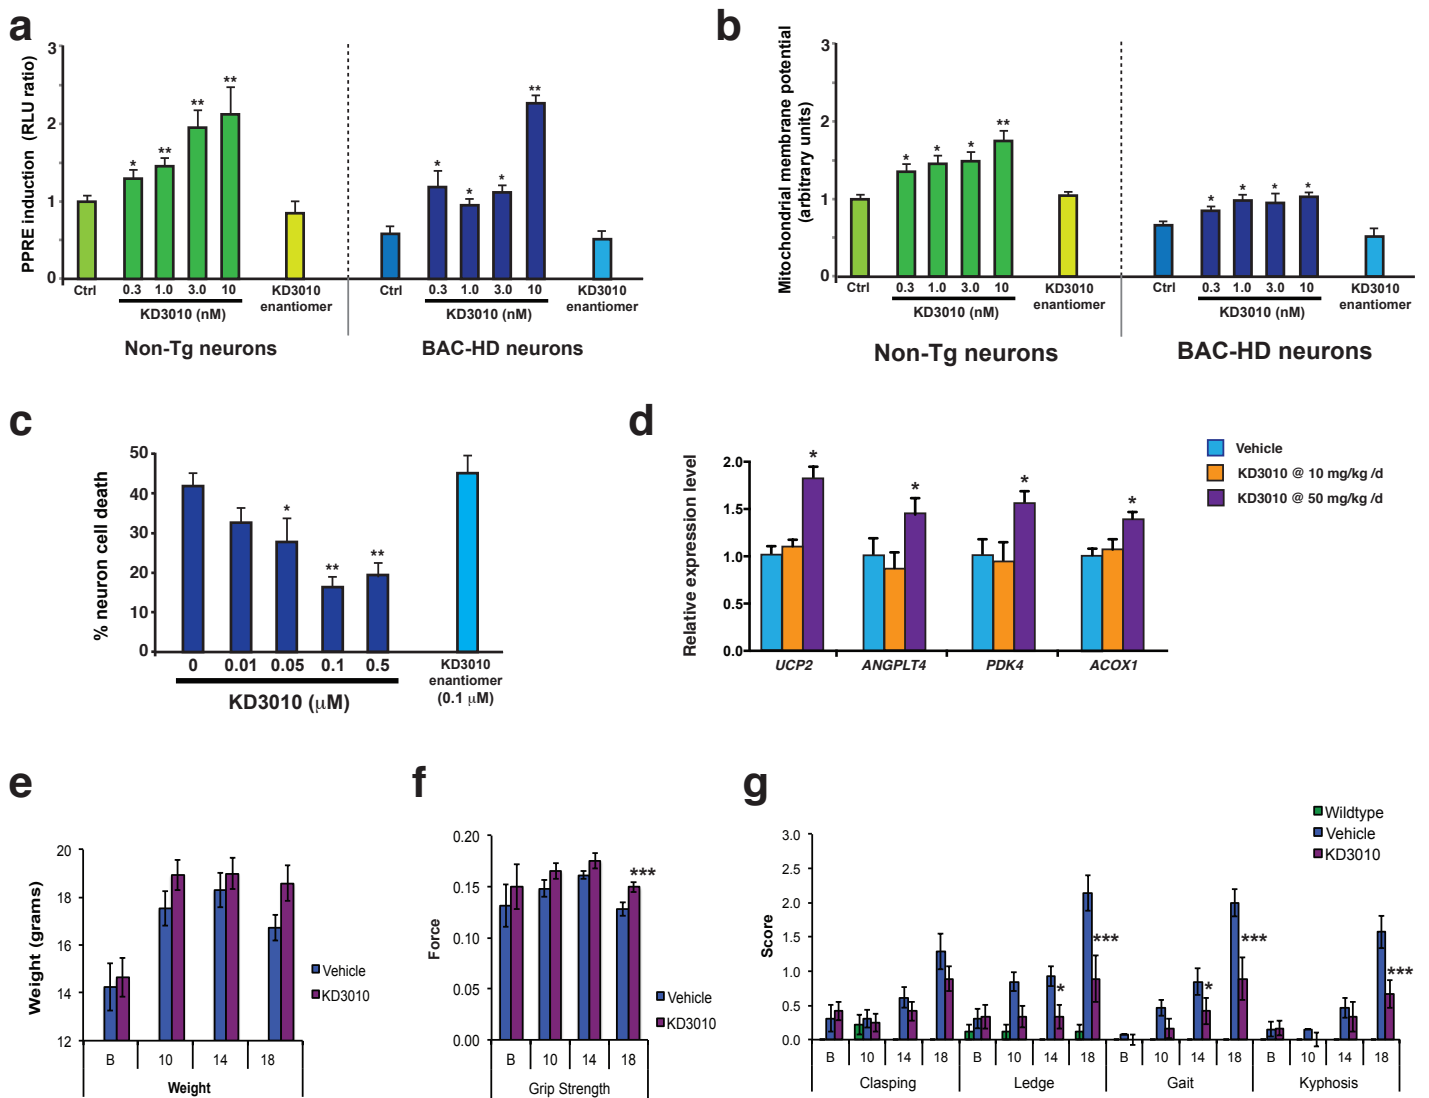 a
PPRE induction (RLU ratio)
3
2
1
0
* ** ** **
* * * **
Ctrl 0.3 1.0 3.0 10 KD3010 enantiomer
KD3010 (nM)
Non-Tg neurons
Ctrl 0.3 1.0 3.0 10 KD3010 enantiomer
KD3010 (nM)
BAC-HD neurons
b
Mitochondrial membrane potential
(arbitrary units)
3
2
1
0
* * * **
* * * *
Ctrl 0.3 1.0 3.0 10 KD3010 enantiomer
KD3010 (nM)
Non-Tg neurons
Ctrl 0.3 1.0 3.0 10 KD3010 enantiomer
KD3010 (nM)
BAC-HD neurons
c
% neuron cell death
50
40
30
20
10
0
* ** **
0 0.01 0.05 0.1 0.5
KD3010 (μM)
KD3010
enantiomer
(0.1 μM)
d
Relative expression level
2.0
1.5
1.0
0.5
0.0
* * * *
UCP2 ANGPLT4 PDK4 ACOX1
Vehicle
KD3010 @ 10 mg/kg /d
KD3010 @ 50 mg/kg /d
e
Weight (grams)
20
18
16
14
12
B 10 14 18
Weight
Vehicle
KD3010
f
Force
0.20
0.15
0.10
0.05
0.00
***
B 10 14 18
Grip Strength
Vehicle
KD3010
g
Score
3.0
2.5
2.0
1.5
1.0
0.5
0.0
* *** * *** ***
B 10 14 18 B 10 14 18 B 10 14 18 B 10 14 18
Clasping Ledge Gait Kyphosis
Wildtype
Vehicle
KD3010